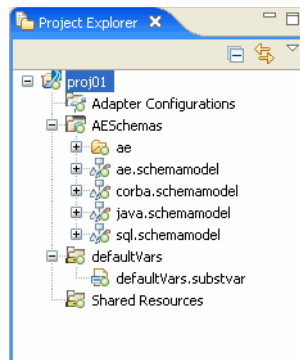 Project Explorer
proj01
Adapter Configurations
AESchemas
ae
ae.schemamodel
corba.schemamodel
java.schemamodel
sql.schemamodel
defaultVars
defaultVars.substvar
Shared Resources